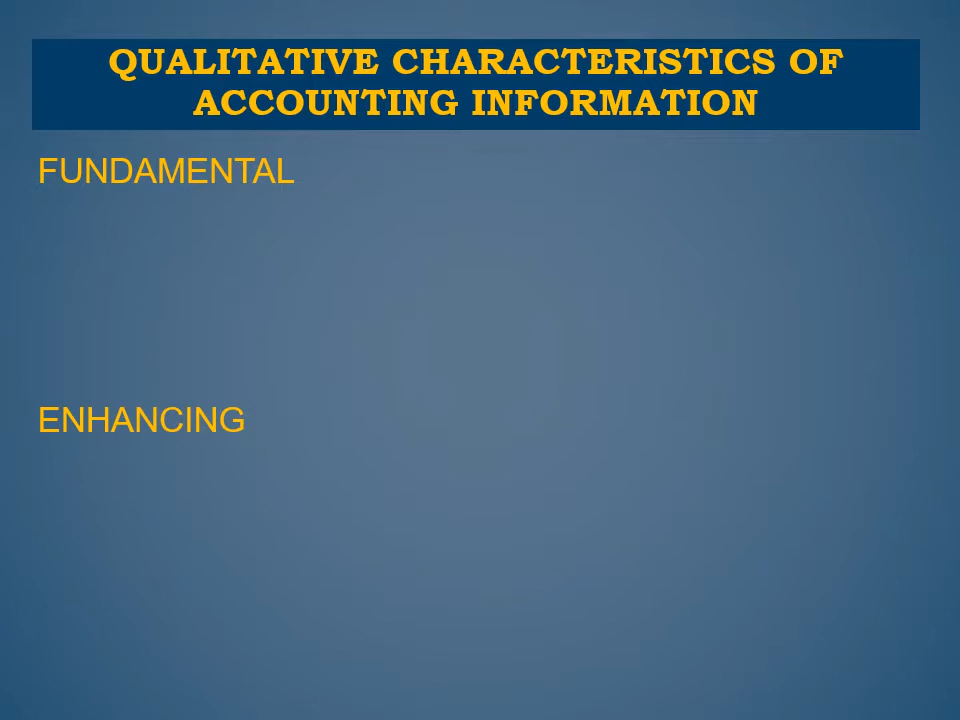 QUALITATIVE CHARACTERISTICS OF
ACCOUNTING INFORMATION
FUNDAMENTAL
ENHANCING